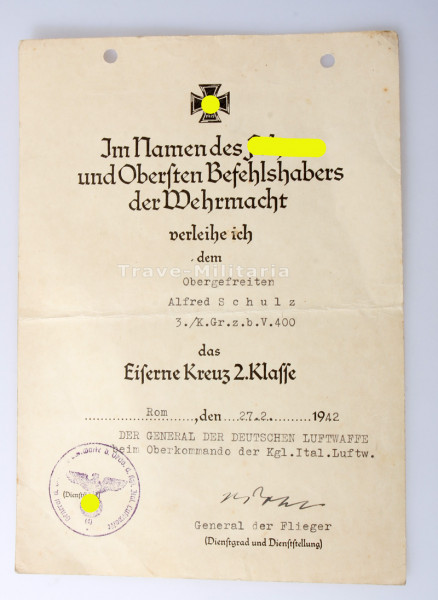 Im Namen des
und Obersten Befehlshabers
der Wehrmacht
verleihe ich
dem
Trave-Militaria
Obergefreiten
Alfred Schulz
3./K.Gr.z.b.V.400
das
Eiserne Kreuz 2.Klasse
Rom, den 27.2. 1942
DER GENERAL DER DEUTSCHEN LUFTWAFFE
beim Oberkommando der Kgl.Ital.Luftw.
General der Flieger
(Dienstgrad und Dienststellung)